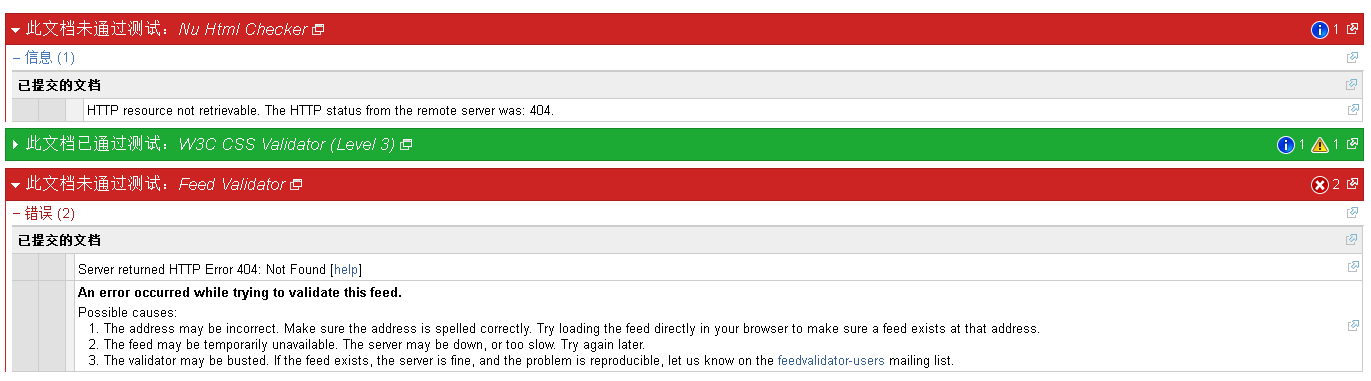 此文档未通过测试：Nu Html Checker 1
− 信息 (1)
已提交的文档
HTTP resource not retrievable. The HTTP status from the remote server was: 404.
此文档已通过测试：W3C CSS Validator (Level 3) 1 1
此文档未通过测试：Feed Validator 2
− 错误 (2)
已提交的文档
Server returned HTTP Error 404: Not Found [help]
An error occurred while trying to validate this feed.
Possible causes:
1. The address may be incorrect. Make sure the address is spelled correctly. Try loading the feed directly in your browser to make sure a feed exists at that address.
2. The feed may be temporarily unavailable. The server may be down, or too slow. Try again later.
3. The validator may be busted. If the feed exists, the server is fine, and the problem is reproducible, let us know on the feedvalidator-users mailing list.